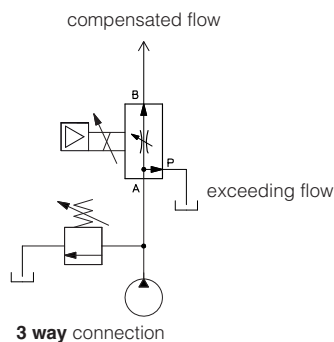 compensated flow
B
P
A
exceeding flow
3 way connection